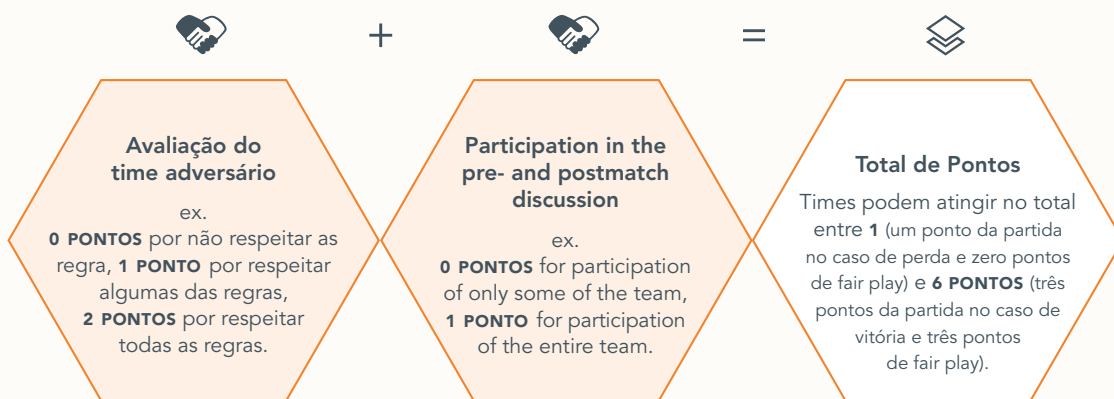 +
=
Avaliação do
time adversário
ex.
0 PONTOS por não respeitar as
regra, 1 PONTO por respeitar
algumas das regras,
2 PONTOS por respeitar
todas as regras.
Participation in the
pre- and postmatch
discussion
ex.
0 PONTOS for participation
of only some of the team,
1 PONTO for participation
of the entire team.
Total de Pontos
Times podem atingir no total
entre 1 (um ponto da partida
no caso de perda e zero pontos
de fair play) e 6 PONTOS (três
pontos da partida no caso de
vitória e três pontos
de fair play).